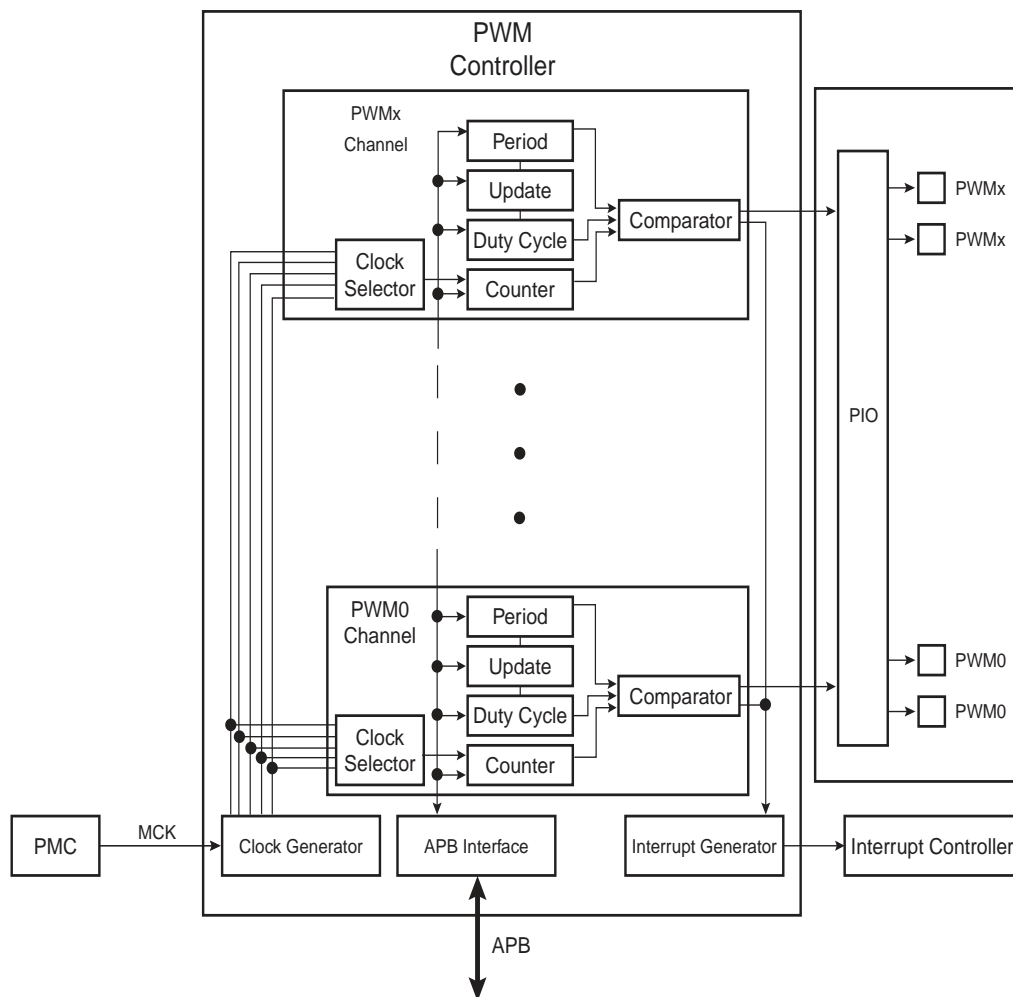 PWM
Controller
PWMx
Channel
Period
Update
Duty Cycle
Counter
Clock
Selector
Comparator
PIO
PWMx
PWMx
PWM0
Channel
Period
Update
Duty Cycle
Counter
Clock
Selector
Comparator
PWM0
PWM0
PMC
MCK
Clock Generator
APB Interface
Interrupt Generator
Interrupt Controller
APB